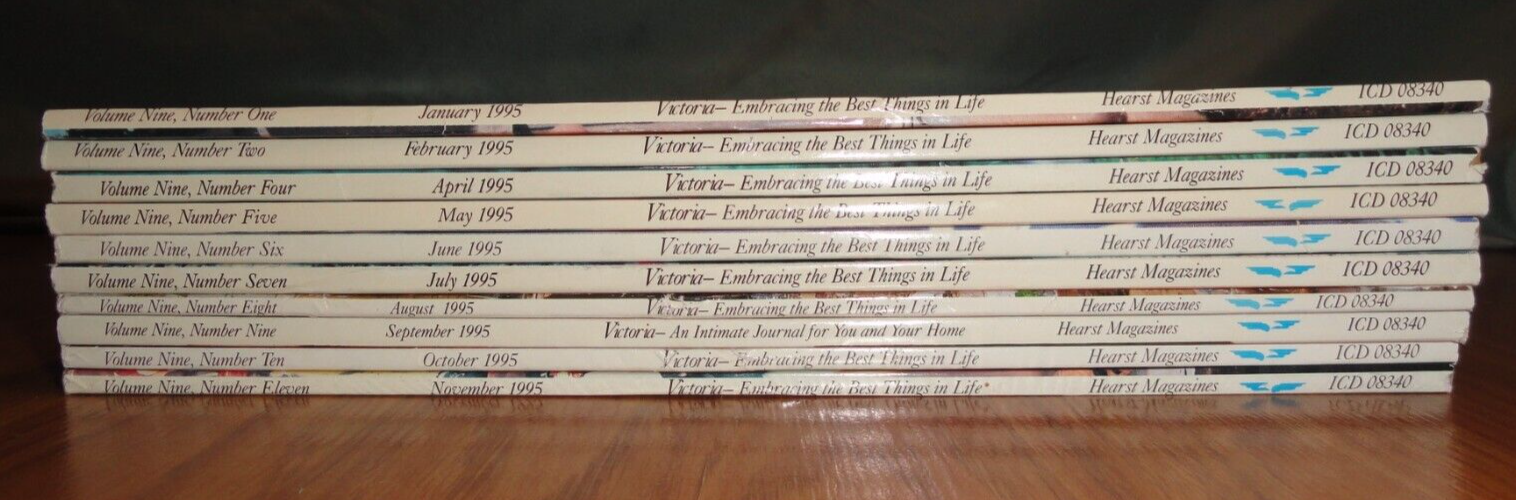 Volume Nine, Number One January 1995 Victoria— Embracing the Best Things in Life Hearst Magazines ICD 08340
Volume Nine, Number Two February 1995 Victoria— Embracing the Best Things in Life Hearst Magazines ICD 08340
Volume Nine, Number Four April 1995 Victoria— Embracing the Best Things in Life Hearst Magazines ICD 08340
Volume Nine, Number Five May 1995 Victoria— Embracing the Best Things in Life Hearst Magazines ICD 08340
Volume Nine, Number Six June 1995 Victoria— Embracing the Best Things in Life Hearst Magazines ICD 08340
Volume Nine, Number Seven July 1995 Victoria— Embracing the Best Things in Life Hearst Magazines ICD 08340
Volume Nine, Number Eight August 1995 Victoria— Embracing the Best Things in Life Hearst Magazines ICD 08340
Volume Nine, Number Nine September 1995 Victoria— An Intimate Journal for You and Your Home Hearst Magazines ICD 08340
Volume Nine, Number Ten October 1995 Victoria— Embracing the Best Things in Life Hearst Magazines ICD 08340
Volume Nine, Number Eleven November 1995 Victoria— Embracing the Best Things in Life Hearst Magazines ICD 08340